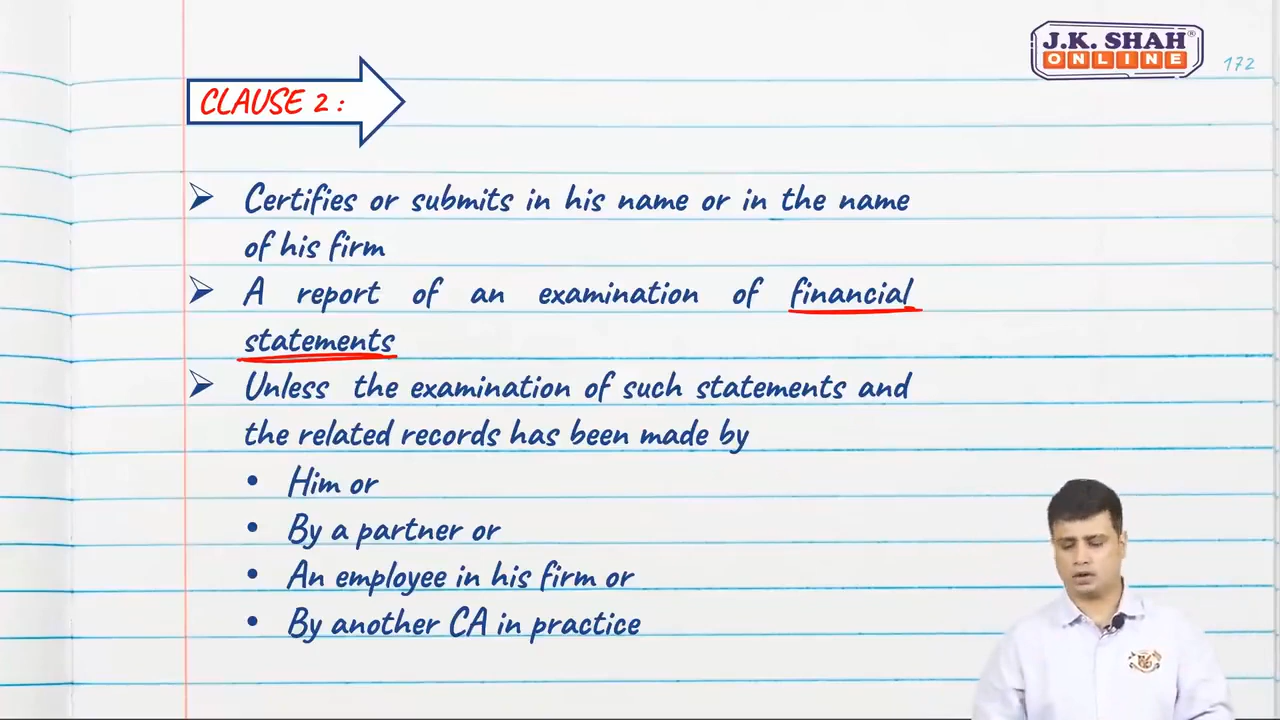 J.K. SHAH®
ONLINE
172
CLAUSE 2 :
➢ Certifies or submits in his name or in the name
of his firm
➢ A report of an examination of financial
statements
➢ Unless the examination of such statements and
the related records has been made by
• Him or
• By a partner or
• An employee in his firm or
• By another CA in practice